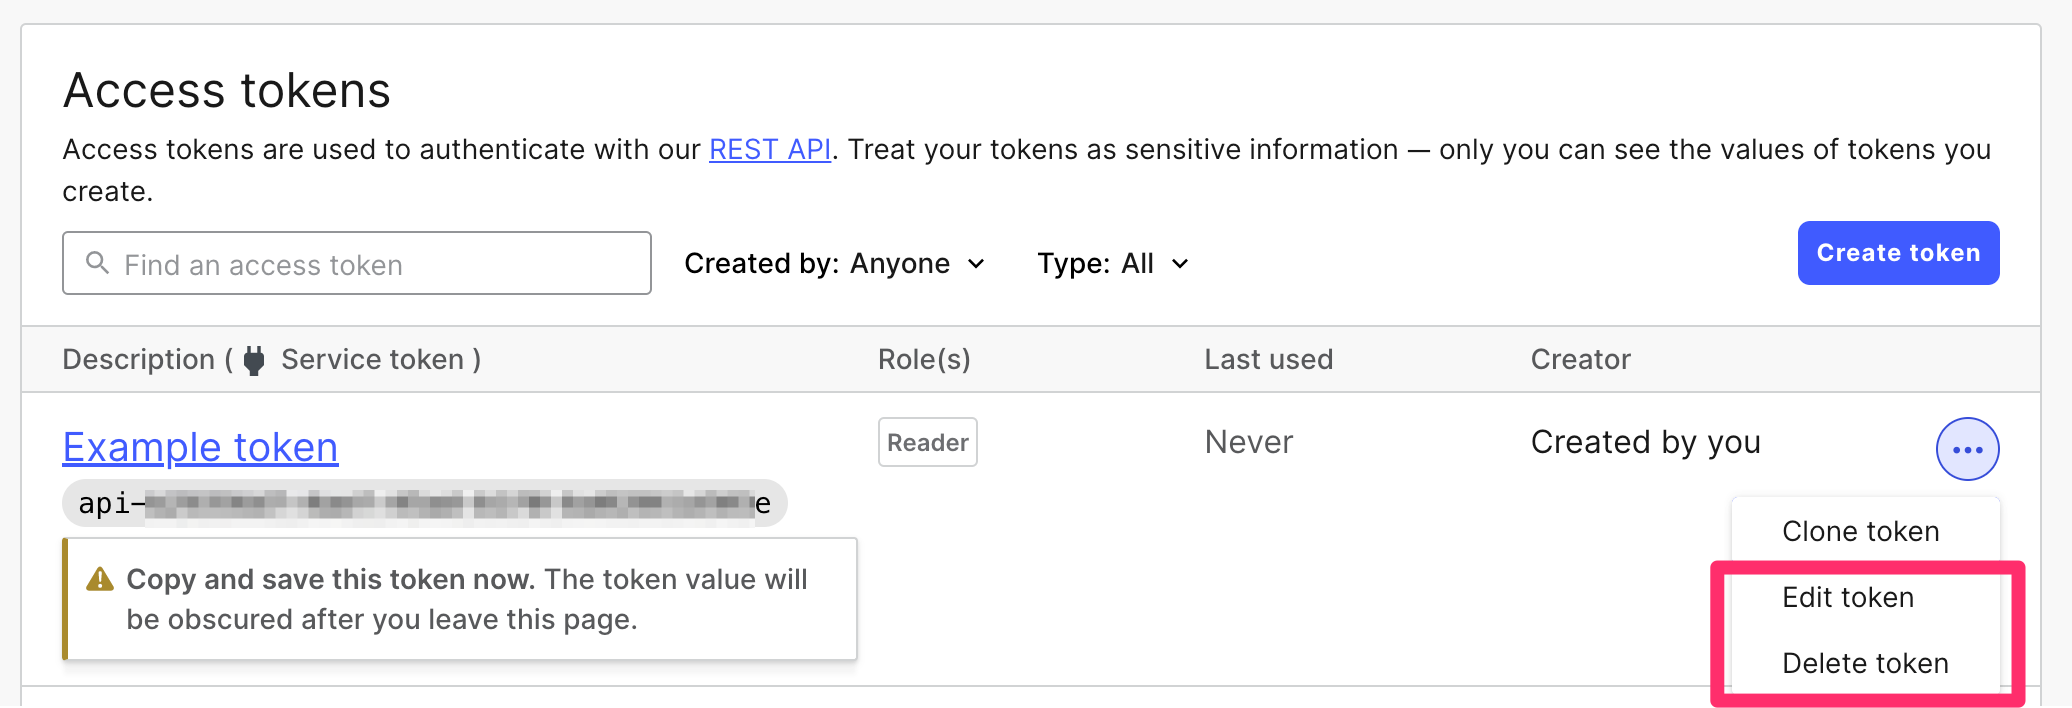 Access tokens
Access tokens are used to authenticate with our REST API. Treat your tokens as sensitive information — only you can see the values of tokens you
create.
Find an access token Created by: Anyone Type: All Create token
Description ( Service token ) Role(s) Last used Creator
Example token Reader Never Created by you
api- e
Copy and save this token now. The token value will
be obscured after you leave this page.
Clone token
Edit token
Delete token